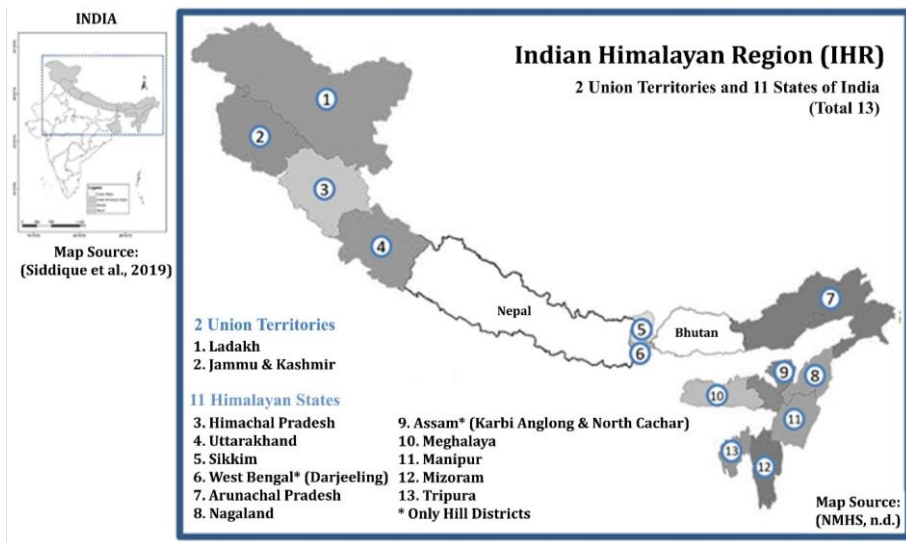 INDIA
Map Source:
(Siddique et al., 2019)
Indian Himalayan Region (IHR)
2 Union Territories and 11 States of India
(Total 13)
1
2
3
4
Nepal
5
6
Bhutan
7
8
9
10
11
12
13
2 Union Territories
1. Ladakh
2. Jammu & Kashmir
11 Himalayan States
3. Himachal Pradesh
4. Uttarakhand
5. Sikkim
6. West Bengal* (Darjeeling)
7. Arunachal Pradesh
8. Nagaland
9. Assam* (Karbi Anglong & North Cachar)
10. Meghalaya
11. Manipur
12. Mizoram
13. Tripura
* Only Hill Districts
Map Source:
(NMHS, n.d.)